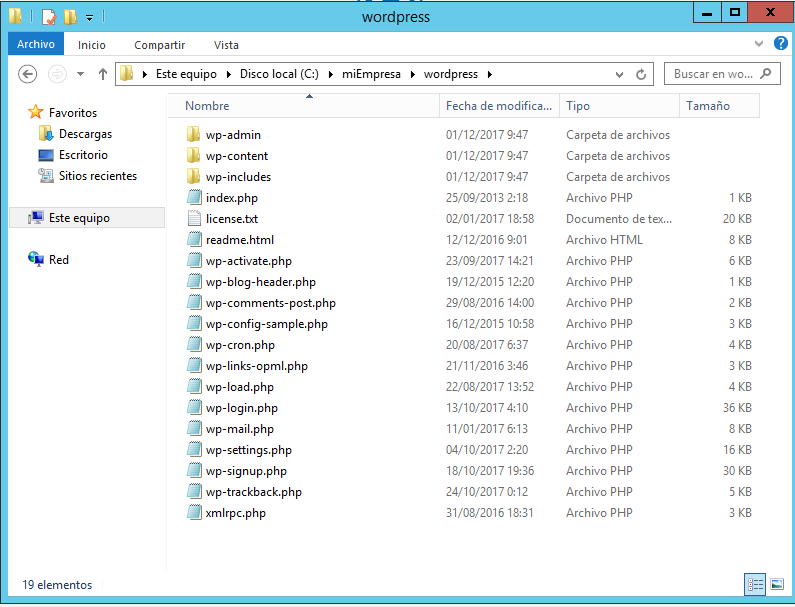 wordpress
Archivo Inicio Compartir Vista
Este equipo Disco local (C:) miEmpresa wordpress Buscar en wo...
Nombre Fecha de modifica... Tipo Tamaño
Favoritos
Descargas
Escritorio
Sitios recientes
Este equipo
Red
wp-admin 01/12/2017 9:47 Carpeta de archivos
wp-content 01/12/2017 9:47 Carpeta de archivos
wp-includes 01/12/2017 9:47 Carpeta de archivos
index.php 25/09/2013 2:18 Archivo PHP 1 KB
license.txt 02/01/2017 18:58 Documento de tex... 20 KB
readme.html 12/12/2016 9:01 Archivo HTML 8 KB
wp-activate.php 23/09/2017 14:21 Archivo PHP 6 KB
wp-blog-header.php 19/12/2015 12:20 Archivo PHP 1 KB
wp-comments-post.php 29/08/2016 14:00 Archivo PHP 2 KB
wp-config-sample.php 16/12/2015 10:58 Archivo PHP 3 KB
wp-cron.php 20/08/2017 6:37 Archivo PHP 4 KB
wp-links-opml.php 21/11/2016 3:46 Archivo PHP 3 KB
wp-load.php 22/08/2017 13:52 Archivo PHP 4 KB
wp-login.php 13/10/2017 4:10 Archivo PHP 36 KB
wp-mail.php 11/01/2017 6:13 Archivo PHP 8 KB
wp-settings.php 04/10/2017 2:20 Archivo PHP 16 KB
wp-signup.php 18/10/2017 19:36 Archivo PHP 30 KB
wp-trackback.php 24/10/2017 0:12 Archivo PHP 5 KB
xmlrpc.php 31/08/2016 18:31 Archivo PHP 3 KB
19 elementos